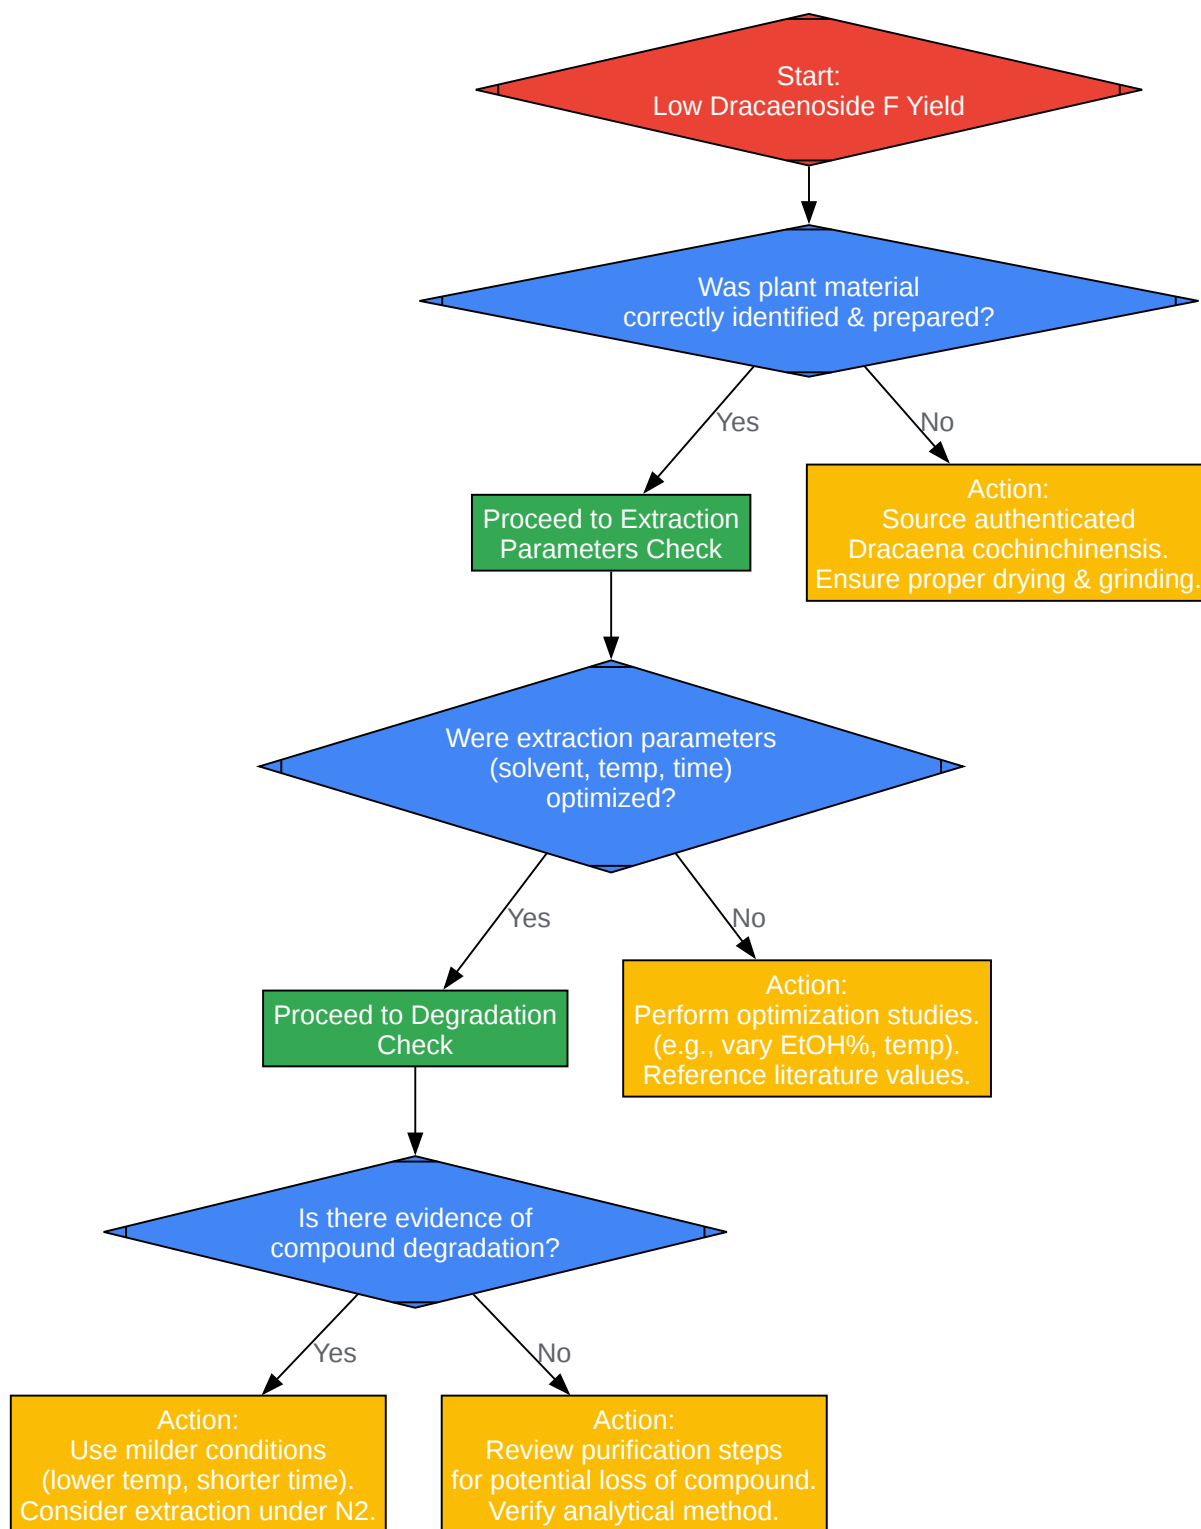 Start:
Low Dracaenoside F Yield
Was plant material
correctly identified & prepared?
Yes
No
Proceed to Extraction
Parameters Check
Action:
Source authenticated
Dracaena cochinchinensis.
Ensure proper drying & grinding.
Were extraction parameters
(solvent, temp, time)
optimized?
Yes
No
Proceed to Degradation
Check
Action:
Perform optimization studies.
(e.g., vary EtOH%, temp).
Reference literature values.
Is there evidence of
compound degradation?
Yes
No
Action:
Use milder conditions
(lower temp, shorter time).
Consider extraction under N2.
Action:
Review purification steps
for potential loss of compound.
Verify analytical method.